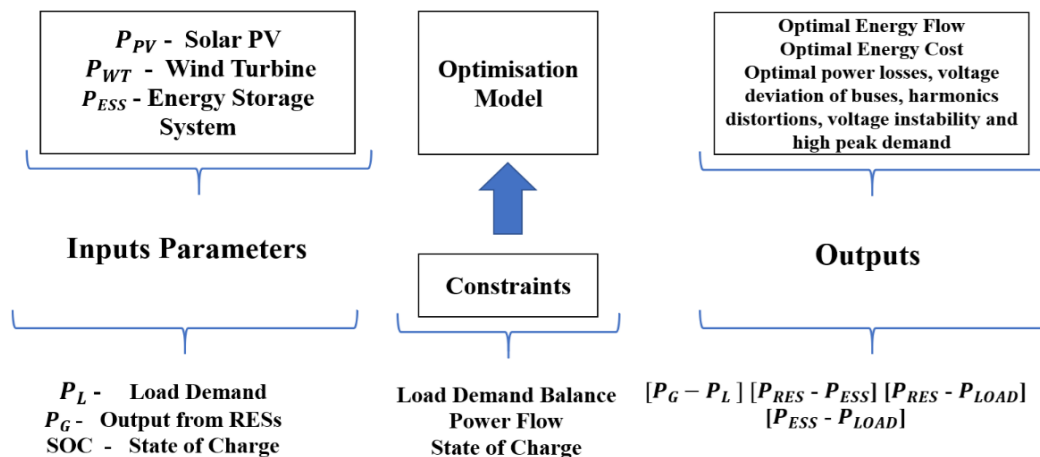 P_PV - Solar PV
P_WT - Wind Turbine
P_ESS - Energy Storage
System
Optimisation
Model
Optimal Energy Flow
Optimal Energy Cost
Optimal power losses, voltage
deviation of buses, harmonics
distortions, voltage instability and
high peak demand
Inputs Parameters
Constraints
Outputs
P_L - Load Demand
P_G - Output from RESs
SOC - State of Charge
Load Demand Balance
Power Flow
State of Charge
[P_G − P_L ] [P_RES - P_ESS] [P_RES - P_LOAD]
[P_ESS - P_LOAD]